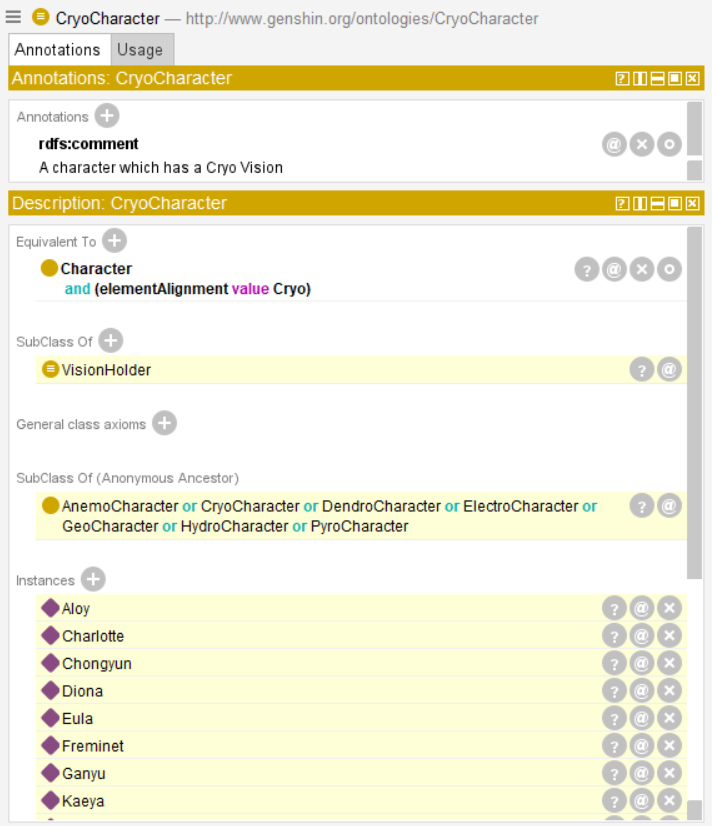 CryoCharacter — http://www.genshin.org/ontologies/CryoCharacter
Annotations Usage
Annotations: CryoCharacter
Annotations
rdfs:comment
A character which has a Cryo Vision
Description: CryoCharacter
Equivalent To
Character
and (elementAlignment value Cryo)
SubClass Of
VisionHolder
General class axioms
SubClass Of (Anonymous Ancestor)
AnemoCharacter or CryoCharacter or DendroCharacter or ElectroCharacter or
GeoCharacter or HydroCharacter or PyroCharacter
Instances
Aloy
Charlotte
Chongyun
Diona
Eula
Freminet
Ganyu
Kaeya